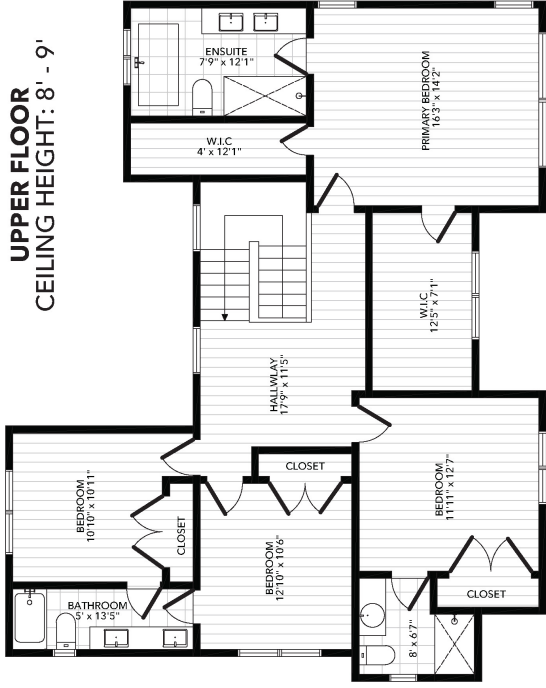 UPPER FLOOR
CEILING HEIGHT: 8' - 9'
ENSUITE
7'9" x 12'1"
PRIMARY BEDROOM
16'3" x 14'2"
W.I.C
4' x 12'1"
W.I.C
12'5" x 7'1"
HALLWLAY
17'9" x 11'5"
CLOSET
BEDROOM
10'10" x 10'11"
CLOSET
BEDROOM
12'10" x 10'6"
BEDROOM
11'11" x 12'7"
CLOSET
BATHROOM
5' x 13'5"
8' x 6'7"